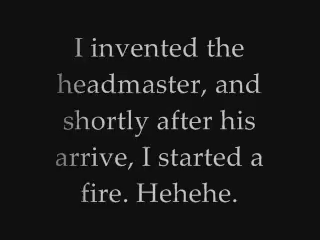 I invented the
headmaster, and
shortly after his
arrive, I started a
fire. Hehehe.